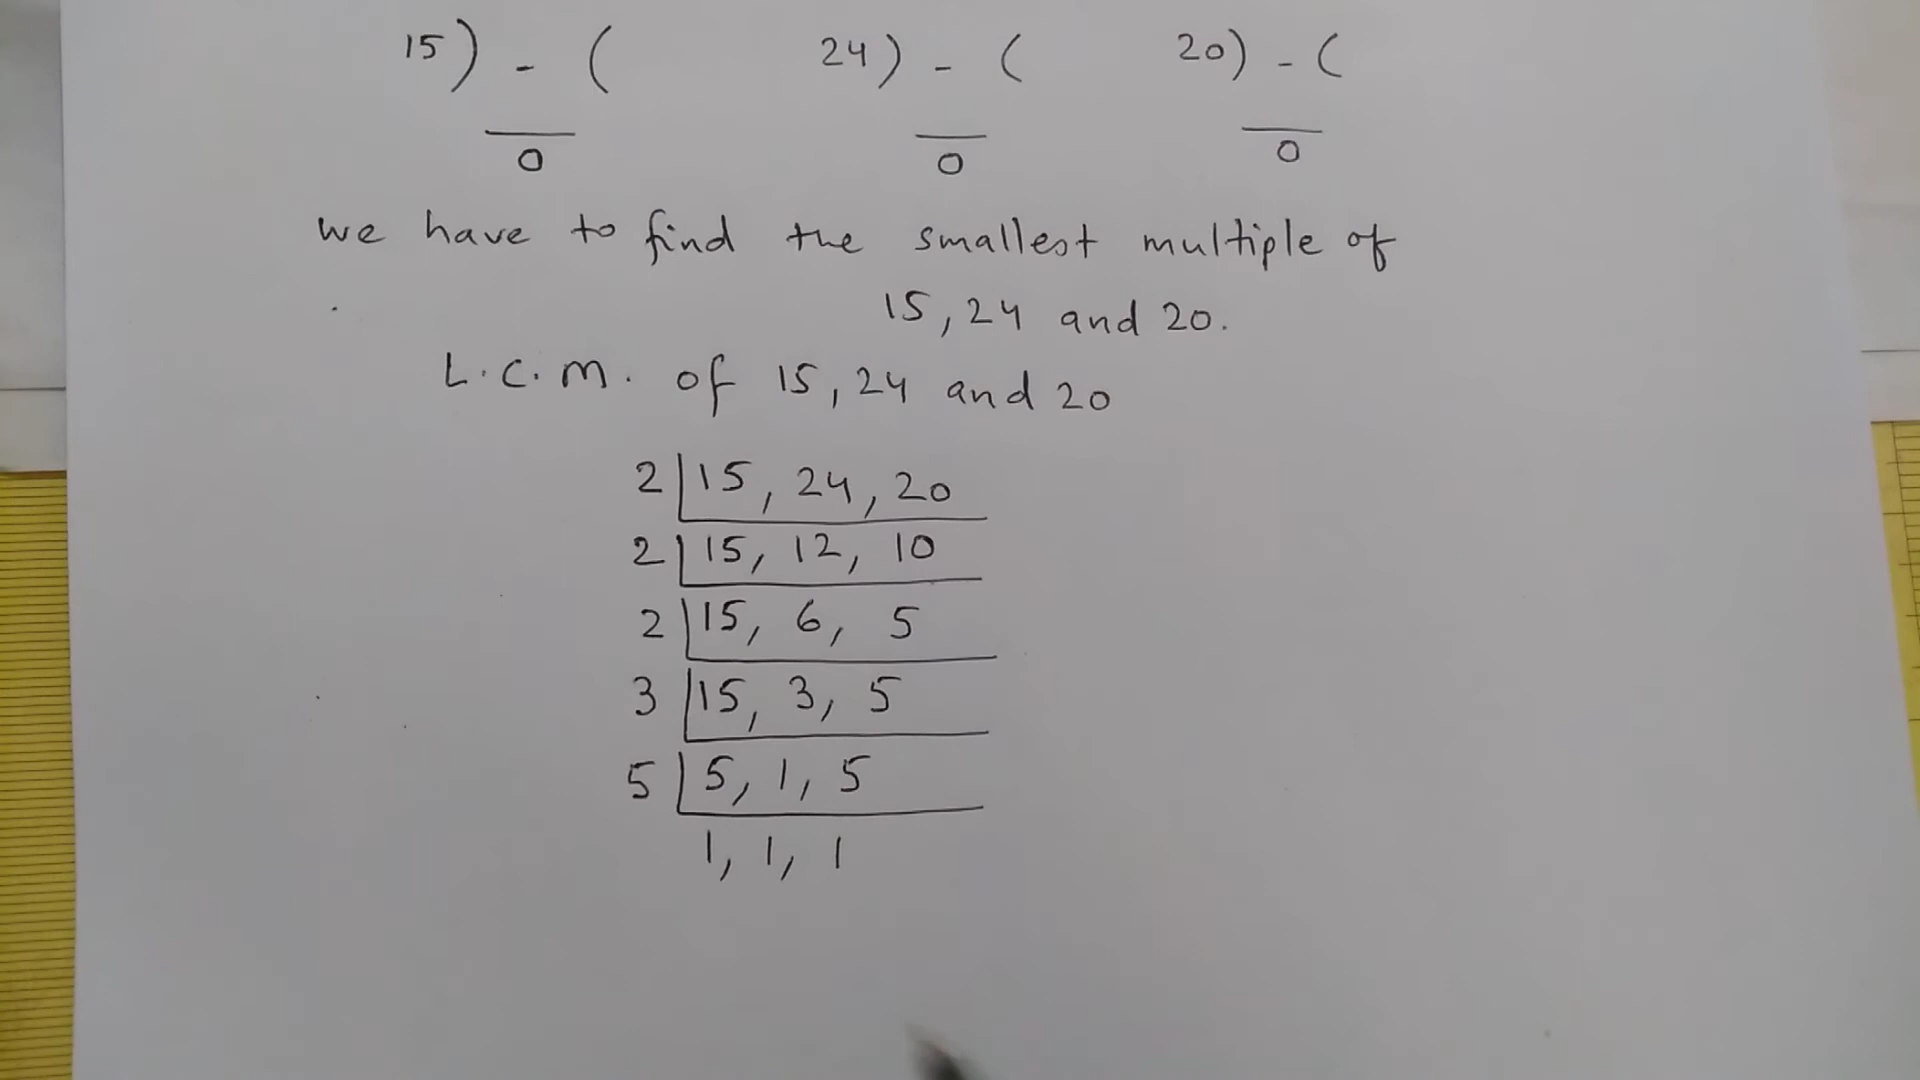 15) - ( 24) - ( 20) - (
0 0 0
we have to find the smallest multiple of
15, 24 and 20.
L.C.M. of 15, 24 and 20
2 | 15, 24, 20
2 | 15, 12, 10
2 | 15, 6, 5
3 | 15, 3, 5
5 | 5, 1, 5
1, 1, 1